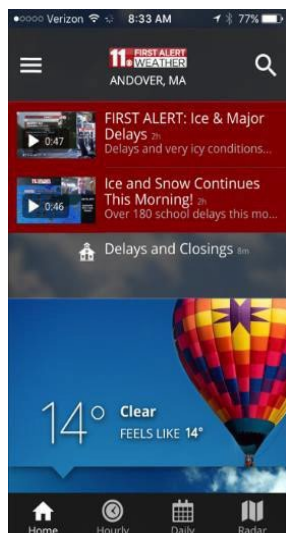 Verizon 8:33 AM 77%
11 FIRST ALERT
WEATHER
ANDOVER, MA
FIRST ALERT: Ice & Major
Delays 2h
Delays and very icy conditions...
0:47
Ice and Snow Continues
This Morning! 2h
Over 180 school delays this mo...
0:46
Delays and Closings 8m
14° Clear
FEELS LIKE 14°
Home Hourly Daily Radar